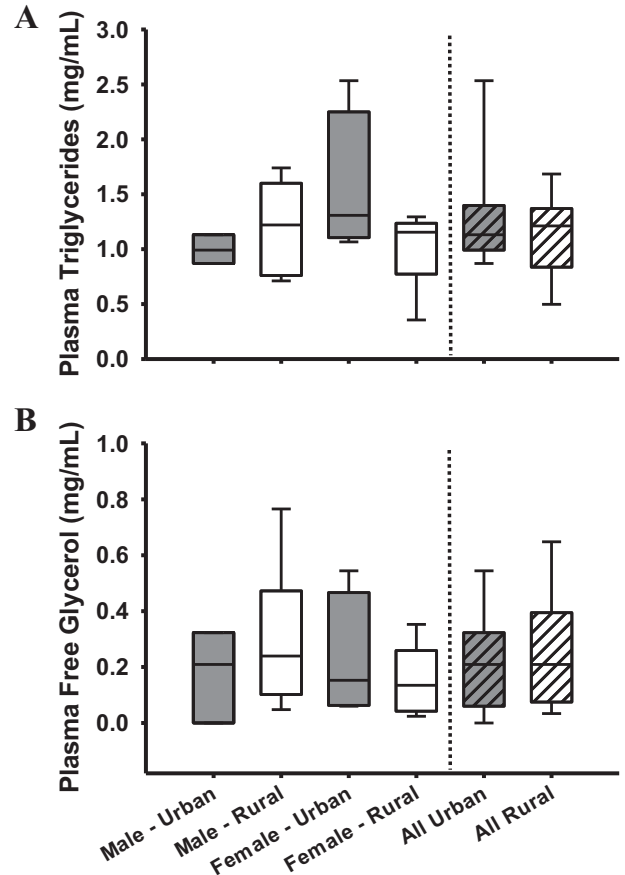 A
Plasma Triglycerides (mg/mL)
3.0
2.5
2.0
1.5
1.0
0.5
0.0
B
Plasma Free Glycerol (mg/mL)
1.0
0.8
0.6
0.4
0.2
0.0
Male - Urban
Male - Rural
Female - Urban
Female - Rural
All Urban
All Rural